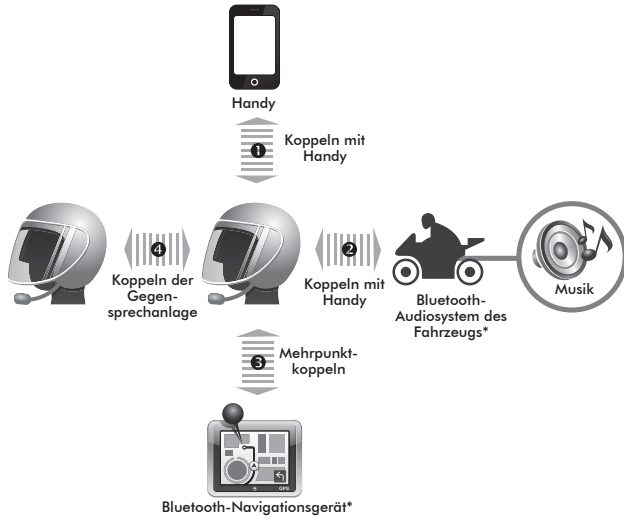 Handy
❶
Koppeln mit
Handy
❹
Koppeln der
Gegen-
sprechanlage
❷
Koppeln mit
Handy
Bluetooth-
Audiosystem des
Fahrzeugs*
Musik
❸
Mehrpunkt-
koppeln
GPS
Bluetooth-Navigationsgerät*